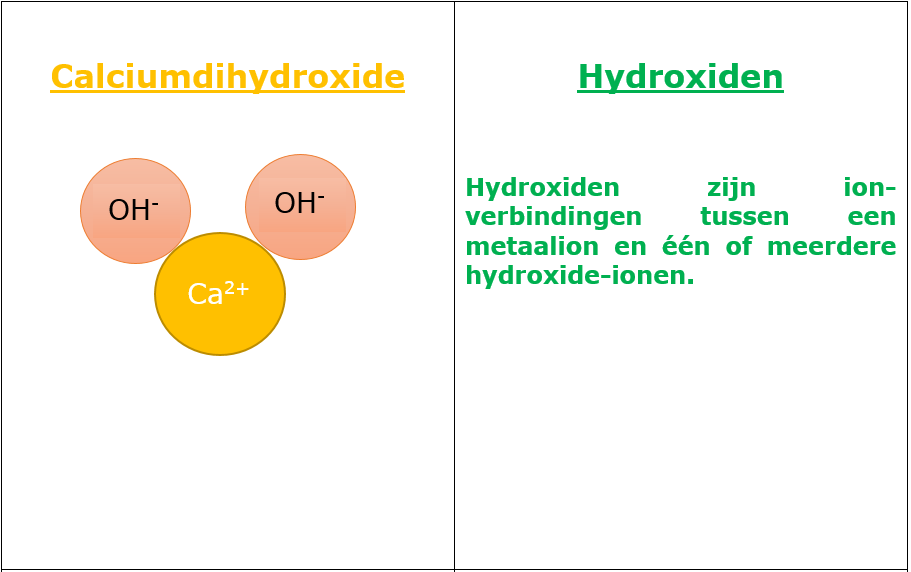 Calciumdihydroxide
OH-
OH-
Ca2+
Hydroxiden
Hydroxiden zijn ion-
verbindingen tussen een
metaalion en één of meerdere
hydroxide-ionen.